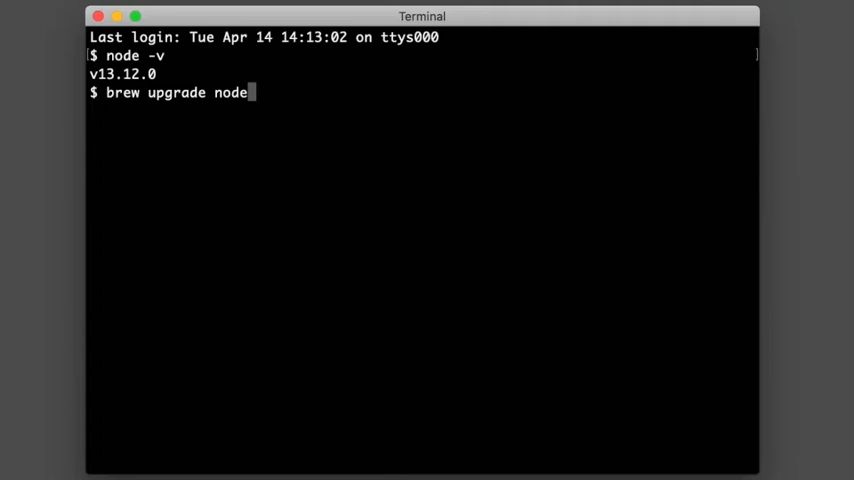 Terminal
Last login: Tue Apr 14 14:13:02 on ttys000
[$ node -v ]
v13.12.0
$ brew upgrade node